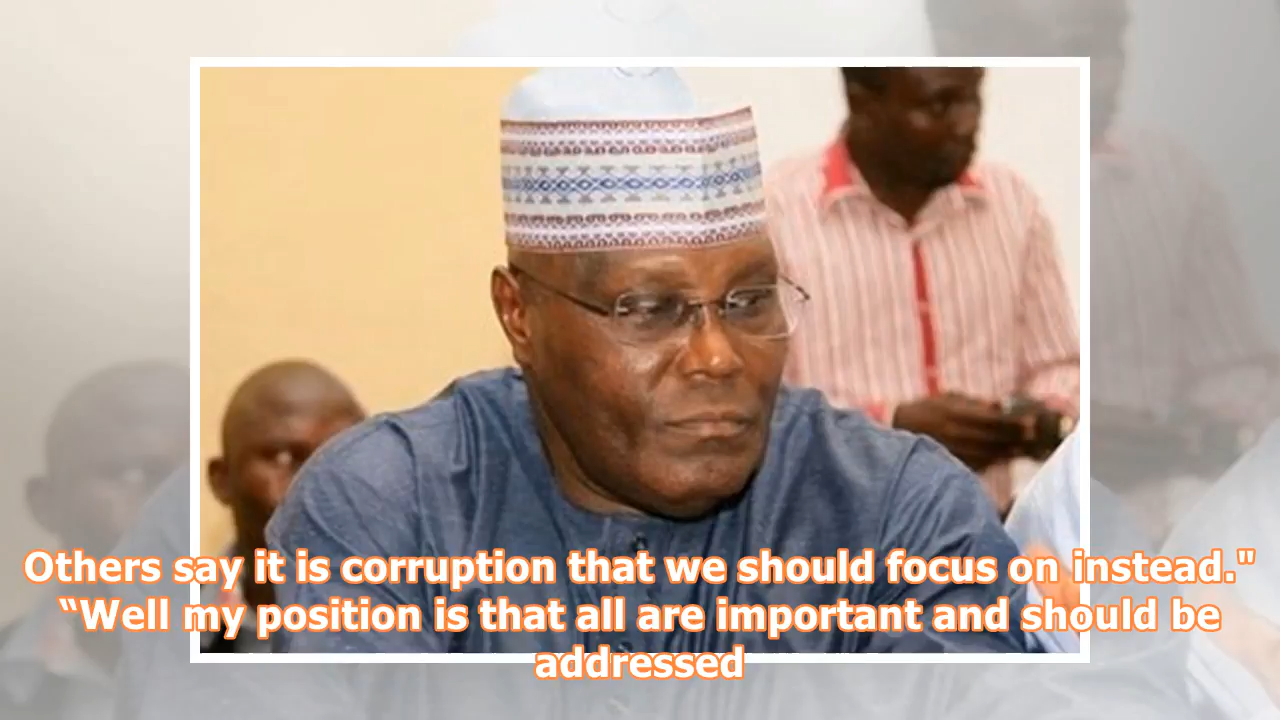 Others say it is corruption that we should focus on instead."
“Well my position is that all are important and should be
addressed